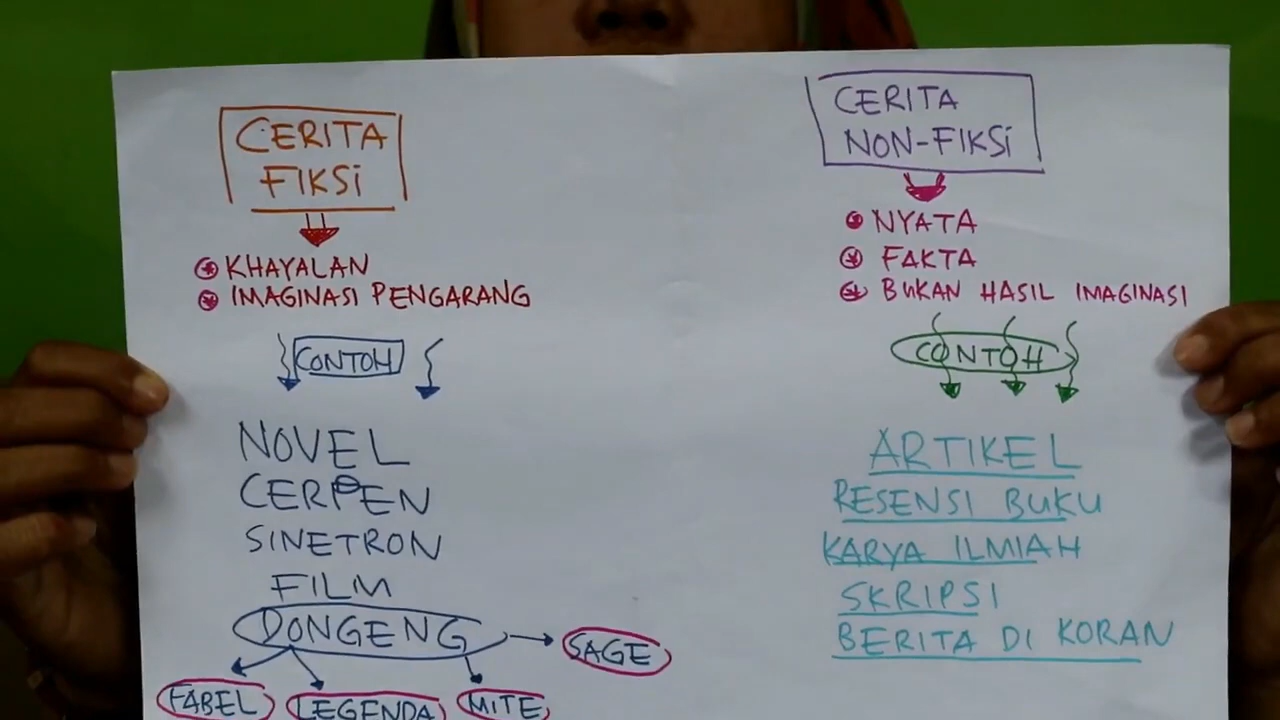 CERITA
FIKSi
KHAYALAN
IMAGINASI PENGARANG
CONTOH
NOVEL
CERPEN
SINETRON
FILM
DONGENG
SAGE
FABEL
LEGENDA
MITE
CERITA
NON-FIKSi
NYATA
FAKTA
BUKAN HASIL IMAGINASI
CONTOH
ARTIKEL
RESENSI BUKU
KARYA ILMIAH
SKRIPSI
BERITA DI KORAN